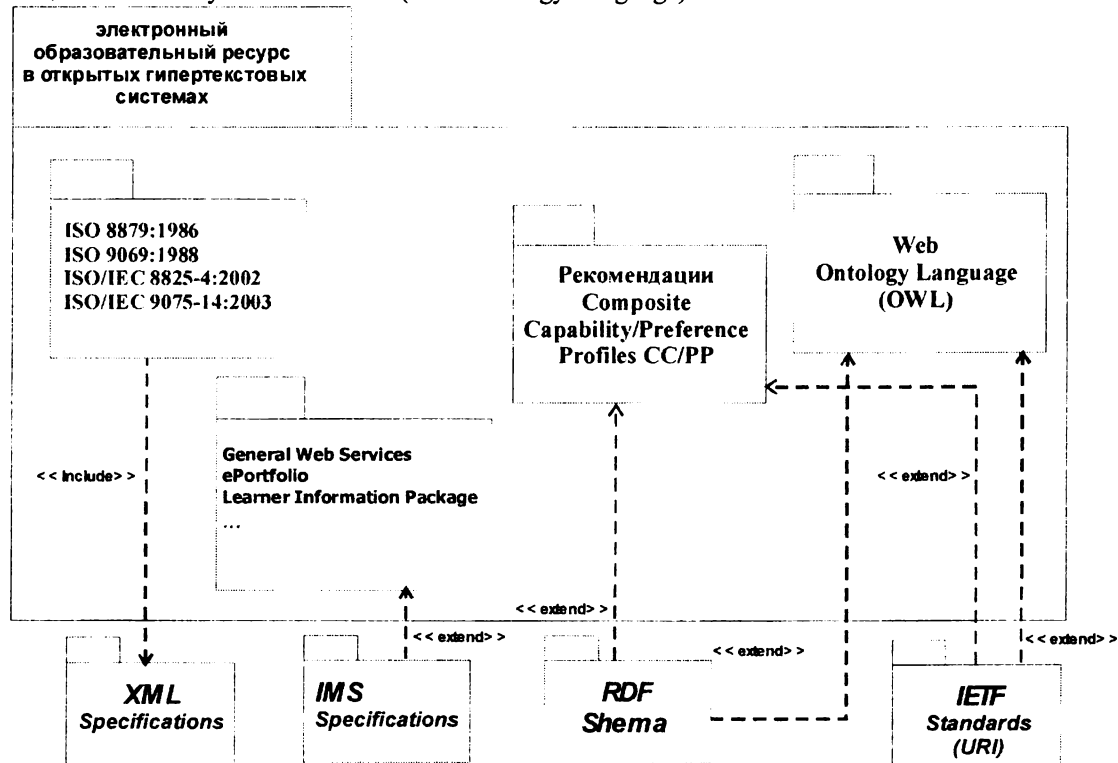 электронный
образовательный ресурс
в открытых гипертекстовых
системах
ISO 8879:1986
ISO 9069:1988
ISO/IEC 8825-4:2002
ISO/IEC 9075-14:2003
Рекомендации
Composite
Capability/Preference
Profiles CC/PP
Web
Ontology Language
(OWL)
General Web Services
ePortfolio
Learner Information Package
...
<< Include> >
<< extend> >
<< extend> >
<< extend> >
<< extend> >
<< extend> >
XML
Specifications
IMS
Specifications
RDF
Shema
IETF
Standards
(URI)